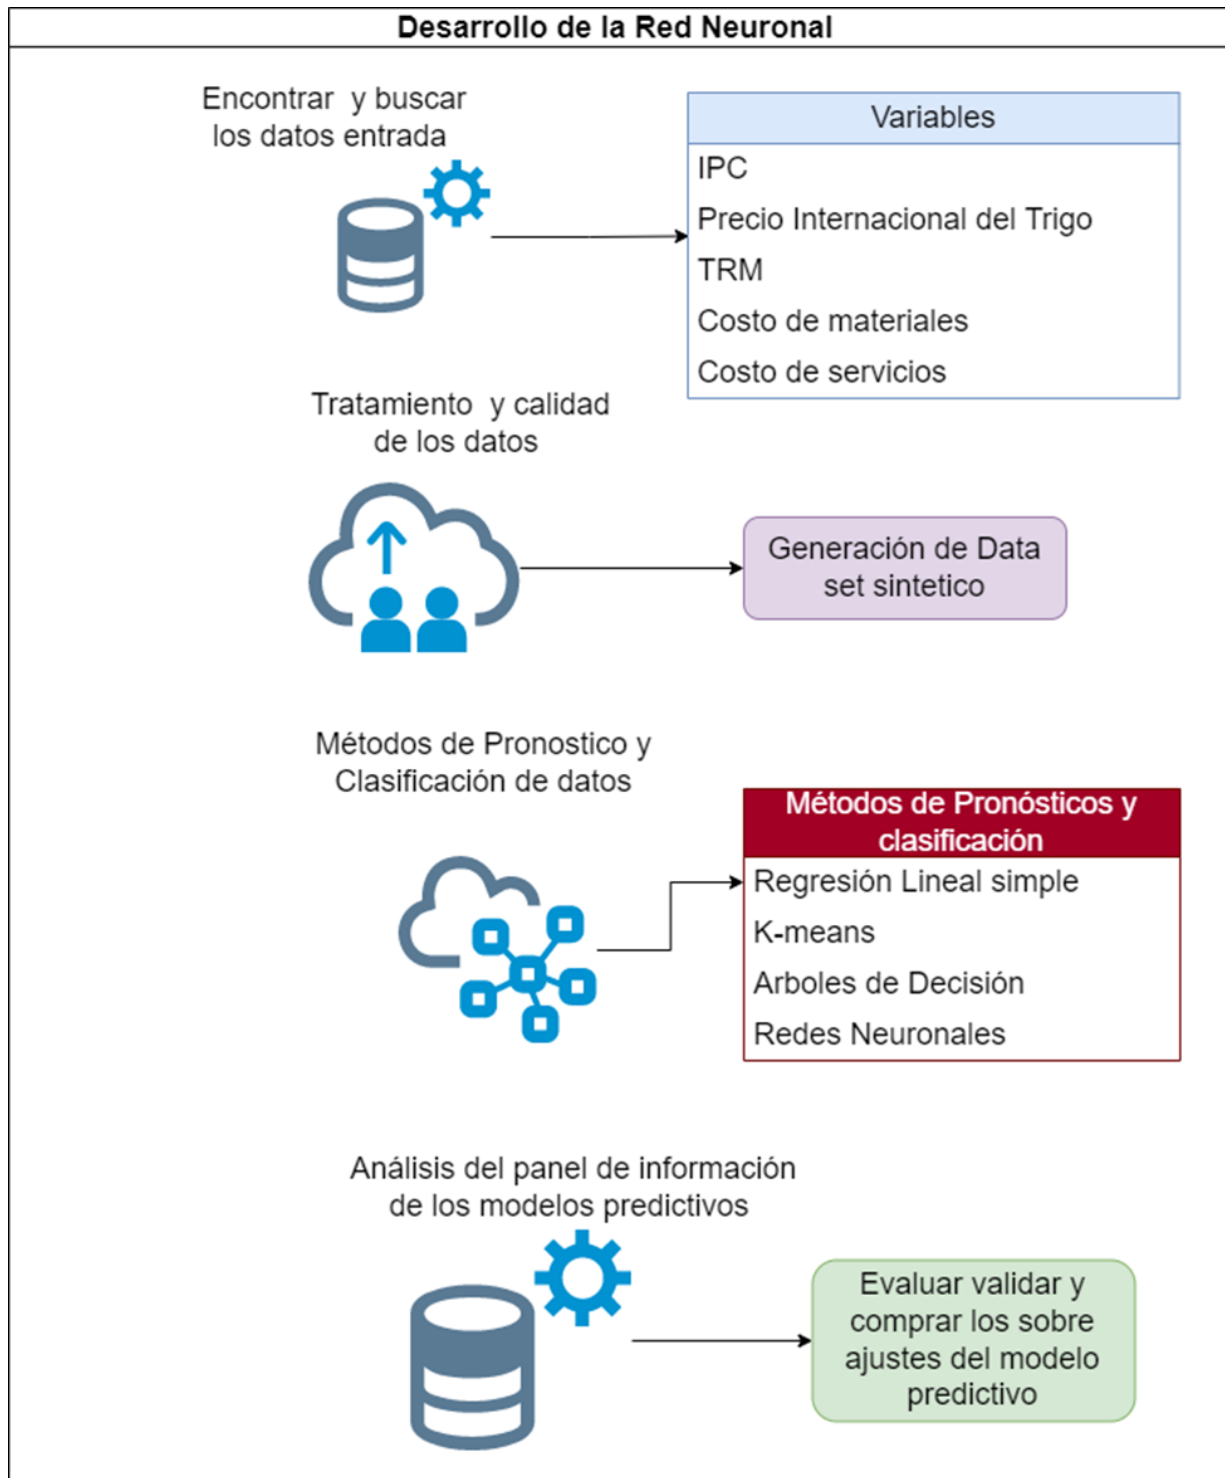 Desarrollo de la Red Neuronal
Encontrar y buscar
los datos entrada
Variables
IPC
Precio Internacional del Trigo
TRM
Costo de materiales
Costo de servicios
Tratamiento y calidad
de los datos
Generación de Data
set sintetico
Métodos de Pronostico y
Clasificación de datos
Métodos de Pronósticos y
clasificación
Regresión Lineal simple
K-means
Arboles de Decisión
Redes Neuronales
Análisis del panel de información
de los modelos predictivos
Evaluar validar y
comprar los sobre
ajustes del modelo
predictivo